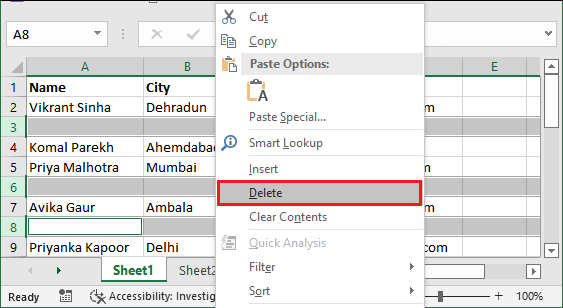 A8
Cut
Copy
Paste Options:
Paste Special...
Smart Lookup
Insert
Delete
Clear Contents
Quick Analysis
Filter
Sort
A B E
1 Name City
2 Vikrant Sinha Dehradun om
3
4 Komal Parekh Ahemdabac m
5 Priya Malhotra Mumbai om
6
7 Avika Gaur Ambala m
8
9 Priyanka Kapoor Delhi com
Sheet1 Sheet2
Ready Accessibility: Investig 100%